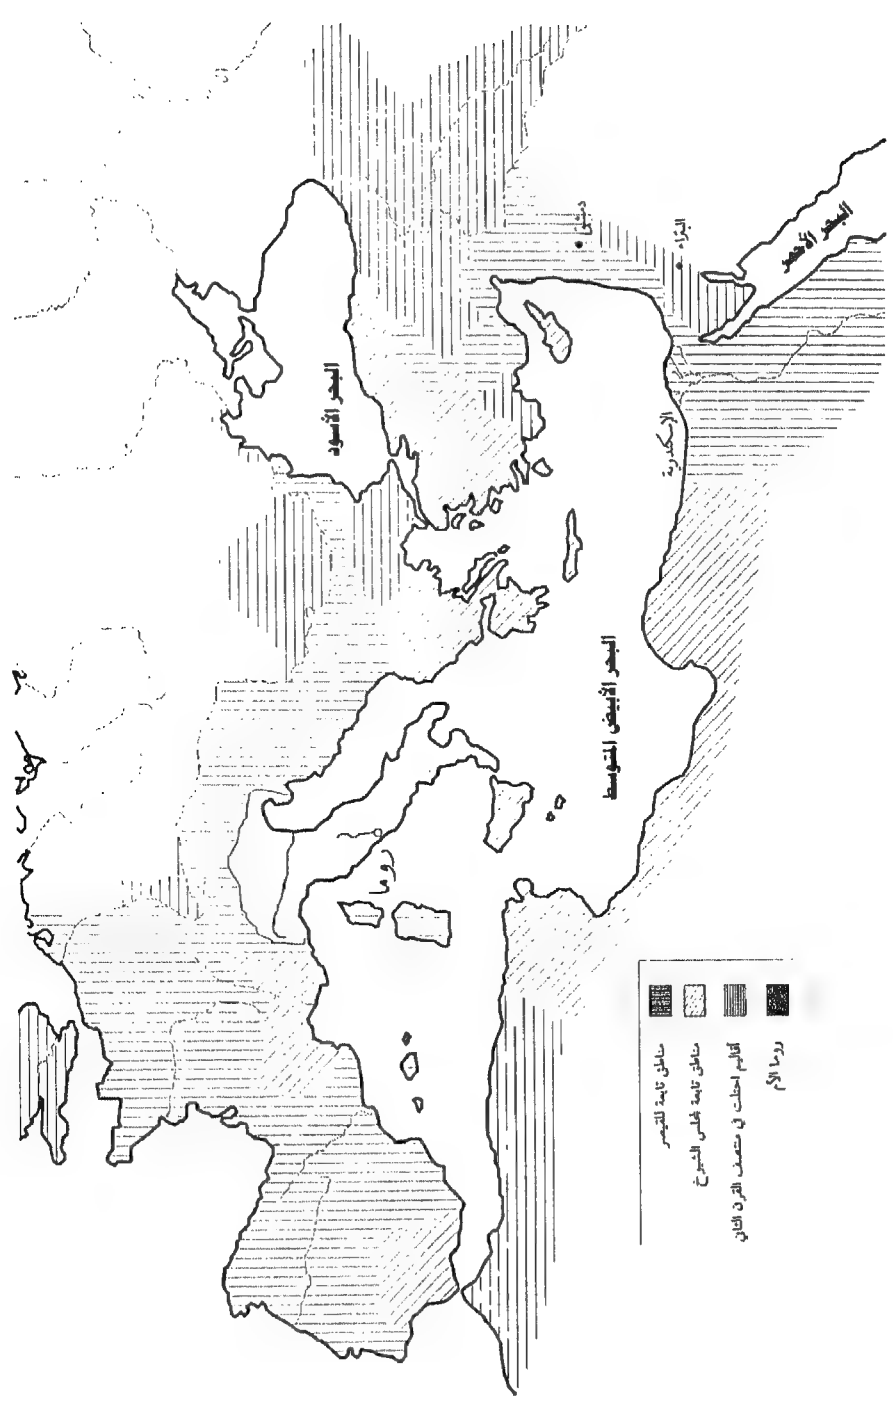 البحر الأسود
البحر الأبيض المتوسط
البحر الأحمر
دمشق
البتراء
الإسكندرية
روما
مناطق تابعة للقيصر
مناطق تابعة لمجلس الشيوخ
أقاليم احتلت في منتصف القرن الثاني
روما الأم